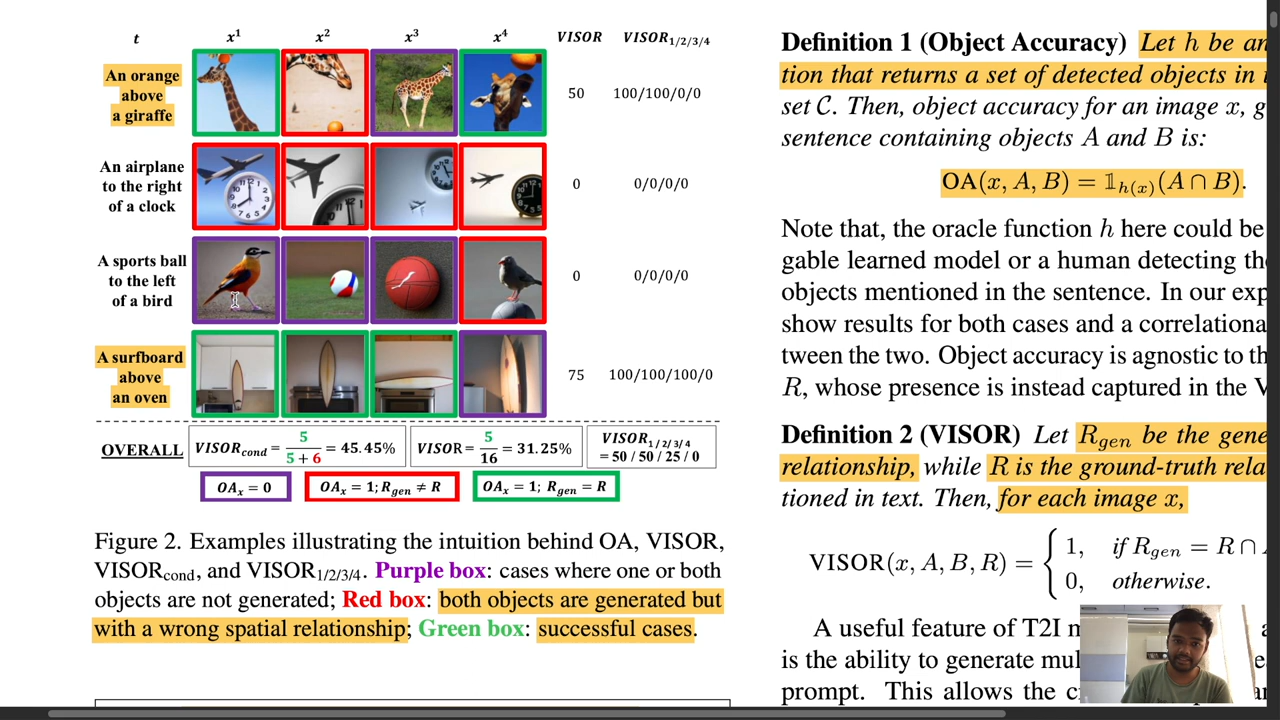 t x¹ x² x³ x⁴ VISOR VISOR₁/₂/₃/₄
An orange
above
a giraffe
50 100/100/0/0
An airplane
to the right
of a clock
0 0/0/0/0
A sports ball
to the left
of a bird
0 0/0/0/0
A surfboard
above
an oven
75 100/100/100/0
OVERALL
VISOR_cond = 5 / (5 + 6) = 45.45%
VISOR = 5 / 16 = 31.25%
VISOR₁/₂/₃/₄
= 50 / 50 / 25 / 0
OAₓ = 0
OAₓ = 1; R_gen ≠ R
OAₓ = 1; R_gen = R
Figure 2. Examples illustrating the intuition behind OA, VISOR,
VISOR_cond, and VISOR₁/₂/₃/₄. Purple box: cases where one or both
objects are not generated; Red box: both objects are generated but
with a wrong spatial relationship; Green box: successful cases.
Definition 1 (Object Accuracy) Let h be an
tion that returns a set of detected objects in
set C. Then, object accuracy for an image x, g
sentence containing objects A and B is:
OA(x, A, B) = 𝟙_h(x)(A ∩ B).
Note that, the oracle function h here could be
gable learned model or a human detecting th
objects mentioned in the sentence. In our exp
show results for both cases and a correlationa
tween the two. Object accuracy is agnostic to th
R, whose presence is instead captured in the V
Definition 2 (VISOR) Let R_gen be the gene
relationship, while R is the ground-truth rela
tioned in text. Then, for each image x,
VISOR(x, A, B, R) = { 1, if R_gen = R ∩
0, otherwise.
A useful feature of T2I
is the ability to generate mul
prompt. This allows the c